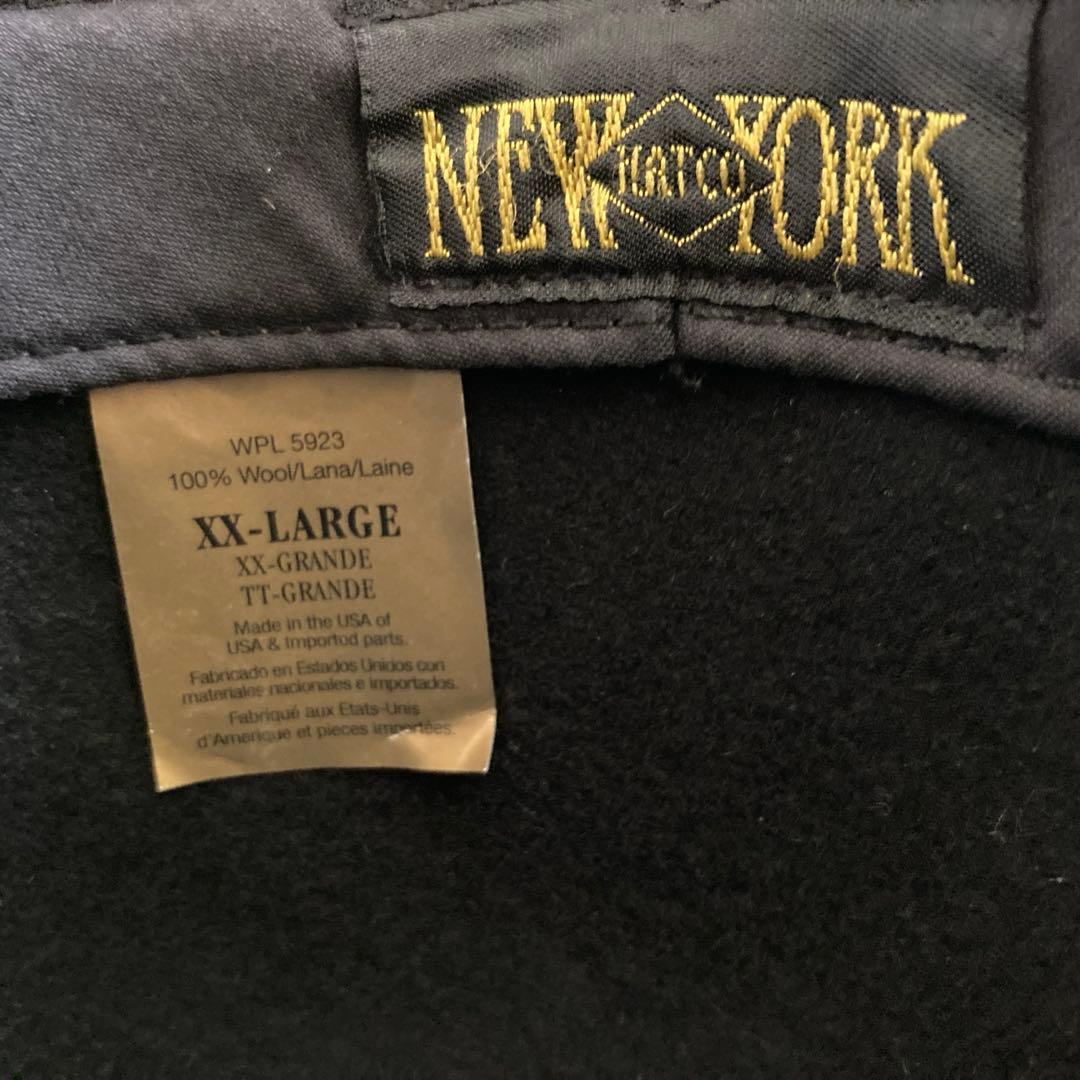 NEW HAT CO YORK
WPL 5923
100% Wool/Lana/Laine
XX-LARGE
XX-GRANDE
TT-GRANDE
Made in the USA of
USA & Imported parts.
Fabricado en Estados Unidos con
materiales nacionales e importados.
Fabriqué aux Etats-Unis
d'Amerique et pieces importées.